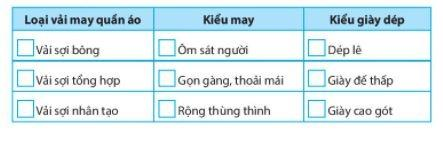 Loại vải may quần áo Kiểu may Kiểu giày dép
Vải sợi bông Ôm sát người Dép lê
Vải sợi tổng hợp Gọn gàng, thoải mái Giày đế thấp
Vải sợi nhân tạo Rộng thùng thình Giày cao gót